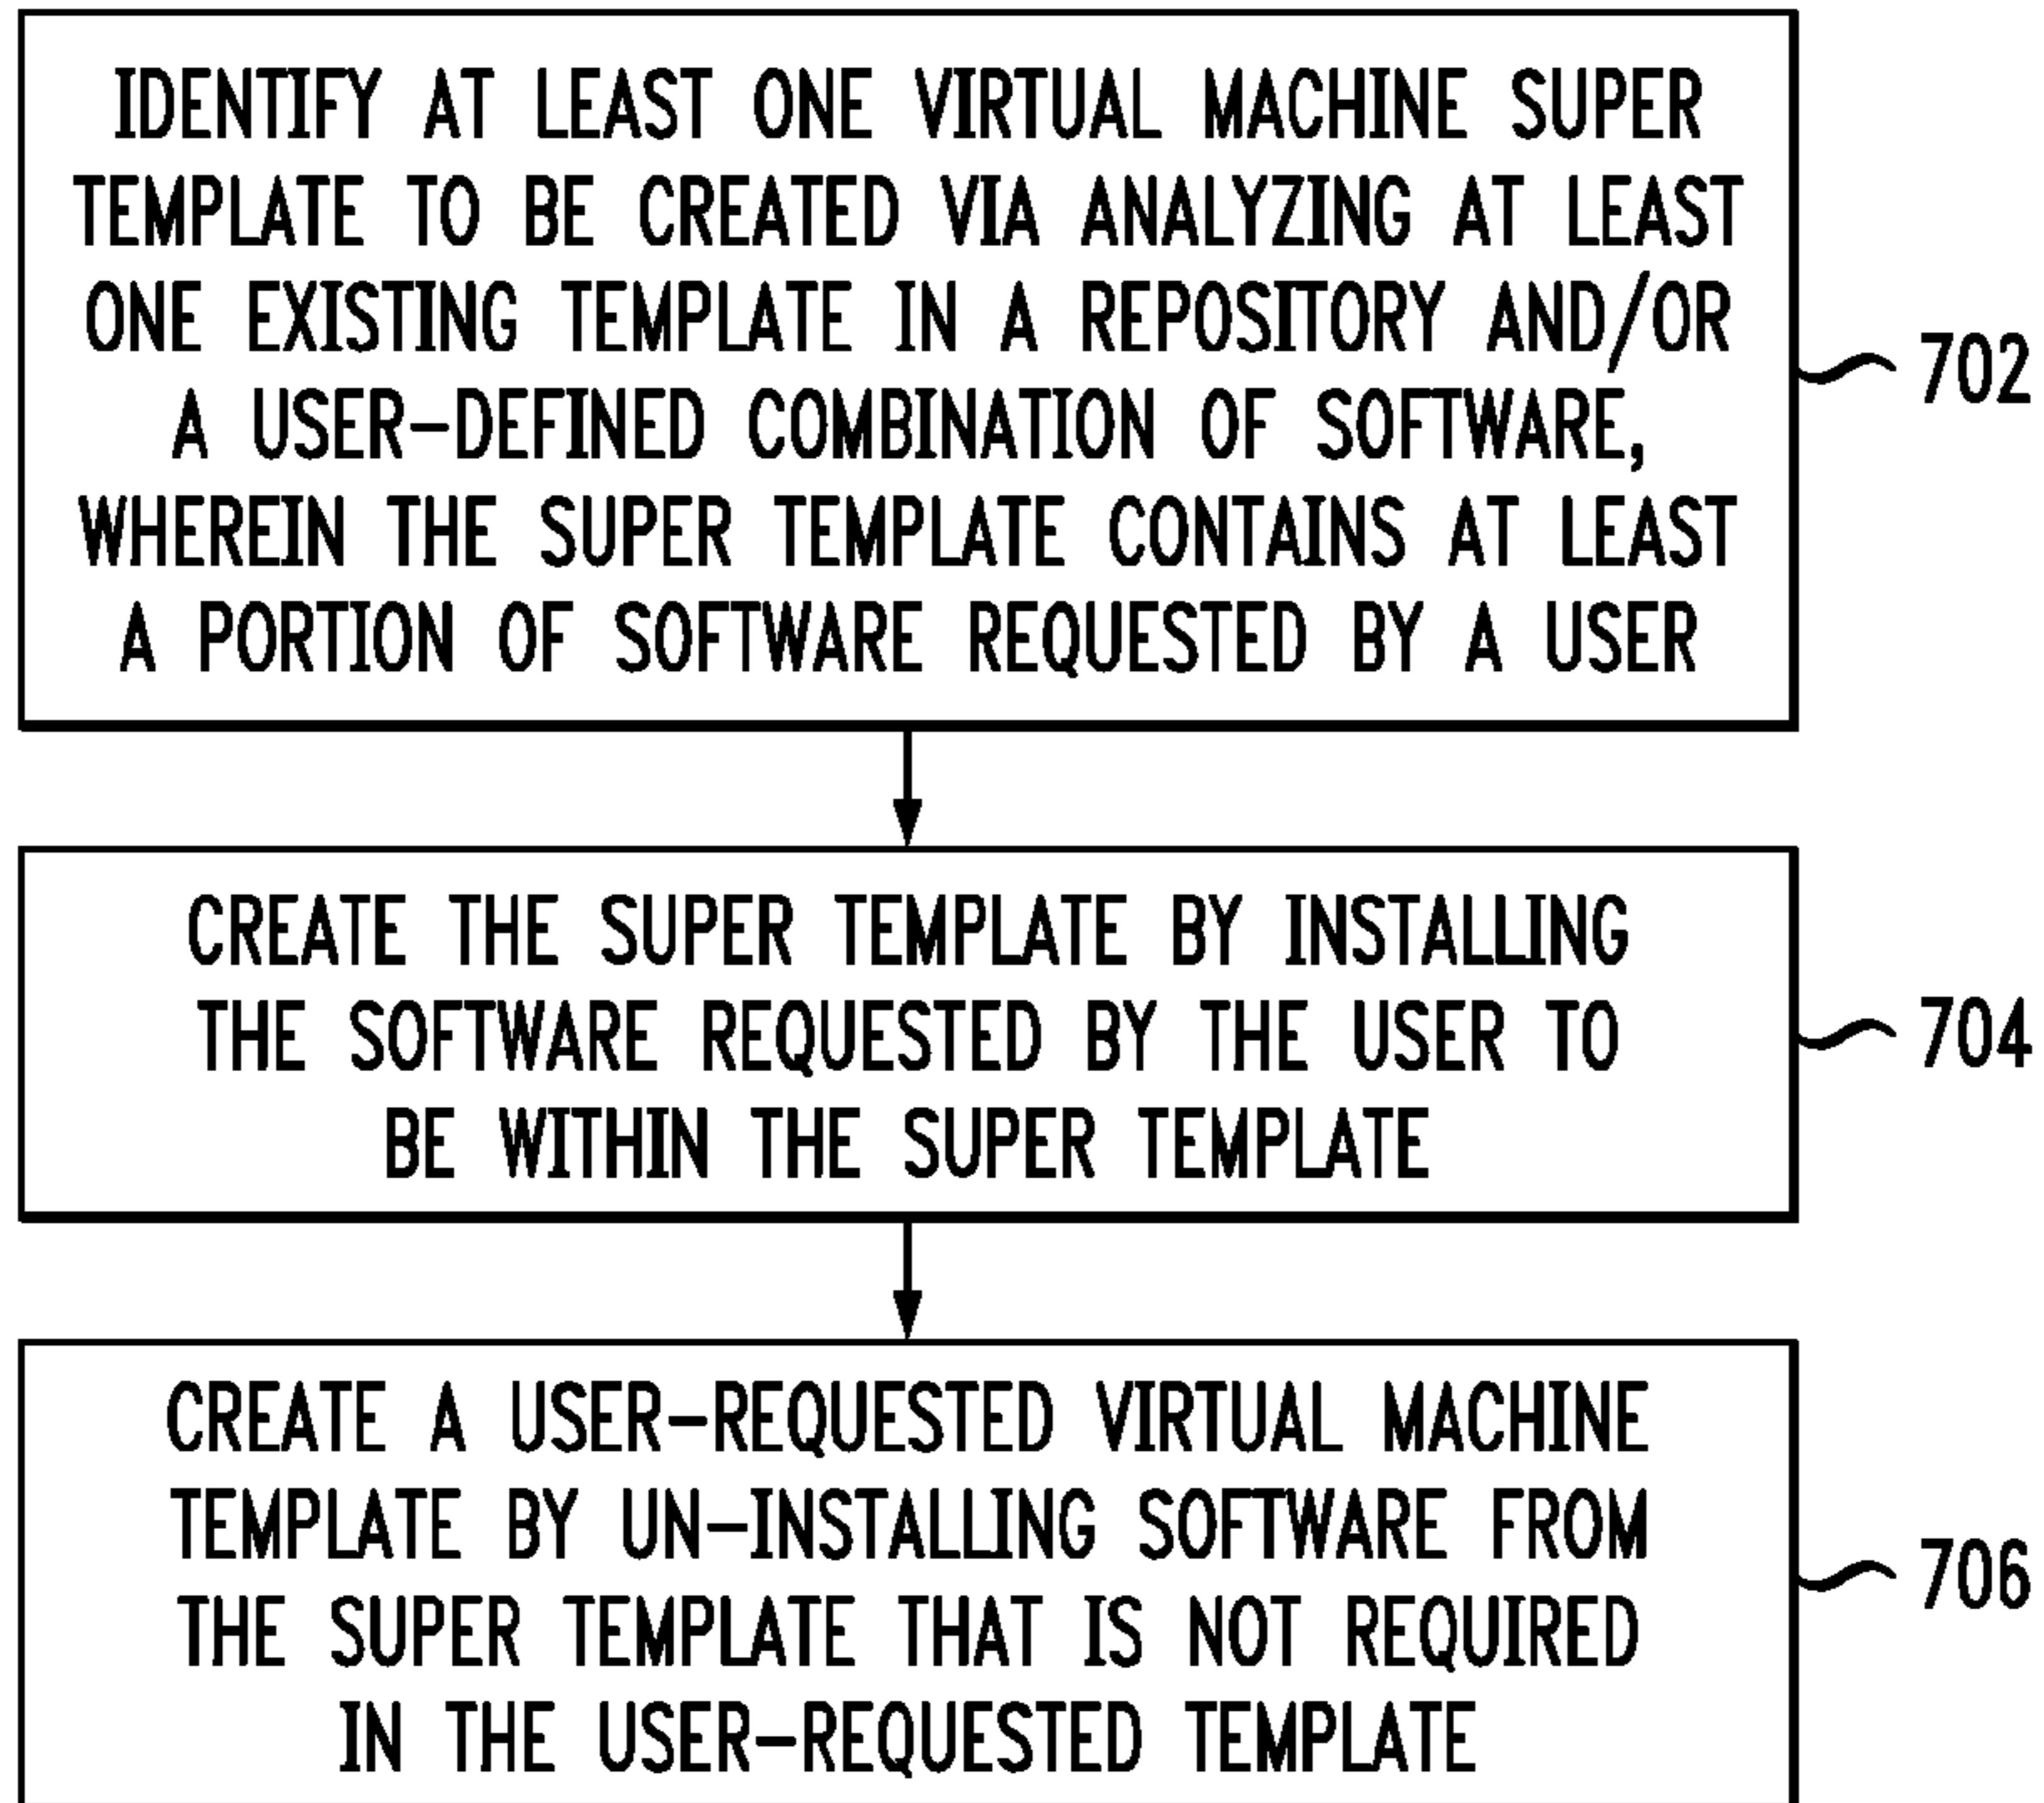 IDENTIFY AT LEAST ONE VIRTUAL MACHINE SUPER
TEMPLATE TO BE CREATED VIA ANALYZING AT LEAST
ONE EXISTING TEMPLATE IN A REPOSITORY AND/OR
A USER-DEFINED COMBINATION OF SOFTWARE,
WHEREIN THE SUPER TEMPLATE CONTAINS AT LEAST
A PORTION OF SOFTWARE REQUESTED BY A USER
702
CREATE THE SUPER TEMPLATE BY INSTALLING
THE SOFTWARE REQUESTED BY THE USER TO
BE WITHIN THE SUPER TEMPLATE
704
CREATE A USER-REQUESTED VIRTUAL MACHINE
TEMPLATE BY UN-INSTALLING SOFTWARE FROM
THE SUPER TEMPLATE THAT IS NOT REQUIRED
IN THE USER-REQUESTED TEMPLATE
706